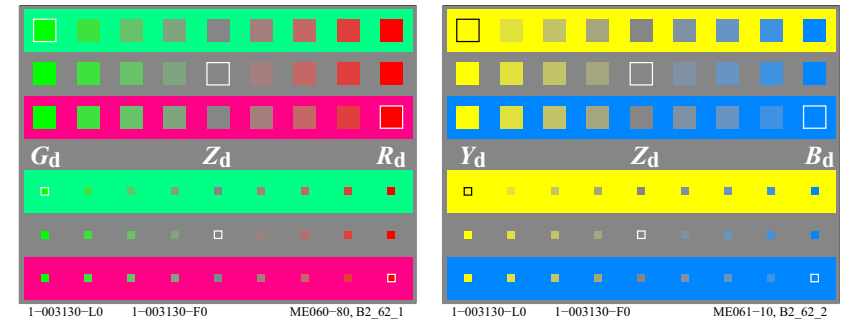 Gd Zd Rd
1−003130−L0 1−003130−F0 ME060−80, B2_62_1
Yd Zd Bd
1−003130−L0 1−003130−F0 ME061−10, B2_62_2